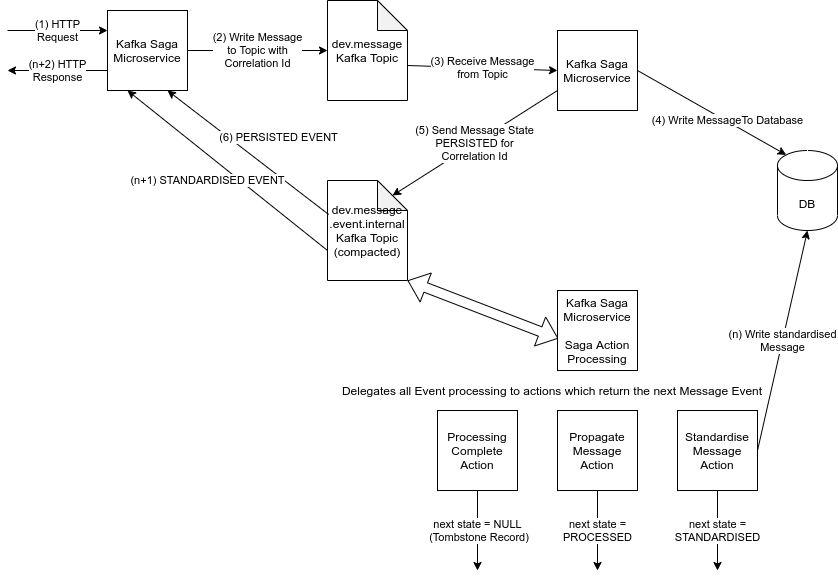 (1) HTTP
Request
(n+2) HTTP
Response
Kafka Saga
Microservice
(2) Write Message
to Topic with
Correlation Id
dev.message
Kafka Topic
(3) Receive Message
from Topic
Kafka Saga
Microservice
(4) Write MessageTo Database
(5) Send Message State
PERSISTED for
Correlation Id
(6) PERSISTED EVENT
(n+1) STANDARDISED EVENT
DB
dev.message
.event.internal
Kafka Topic
(compacted)
Kafka Saga
Microservice
Saga Action
Processing
(n) Write standardised
Message
Delegates all Event processing to actions which return the next Message Event
Processing
Complete
Action
Propagate
Message
Action
Standardise
Message
Action
next state = NULL
(Tombstone Record)
next state =
PROCESSED
next state =
STANDARDISED